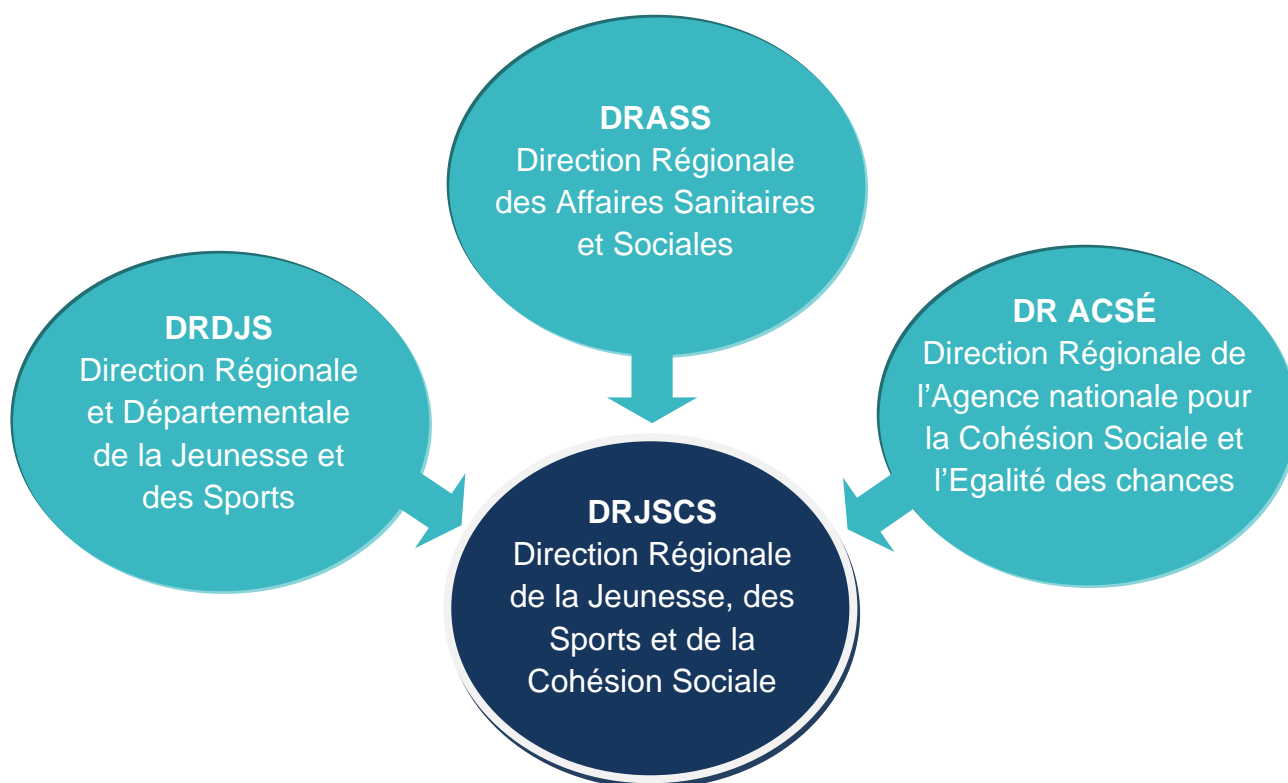 DRASS
Direction Régionale
des Affaires Sanitaires
et Sociales
DRDJS
Direction Régionale
et Départementale
de la Jeunesse et
des Sports
DR ACSÉ
Direction Régionale de
l’Agence nationale pour
la Cohésion Sociale et
l’Egalité des chances
DRJSCS
Direction Régionale
de la Jeunesse, des
Sports et de la
Cohésion Sociale